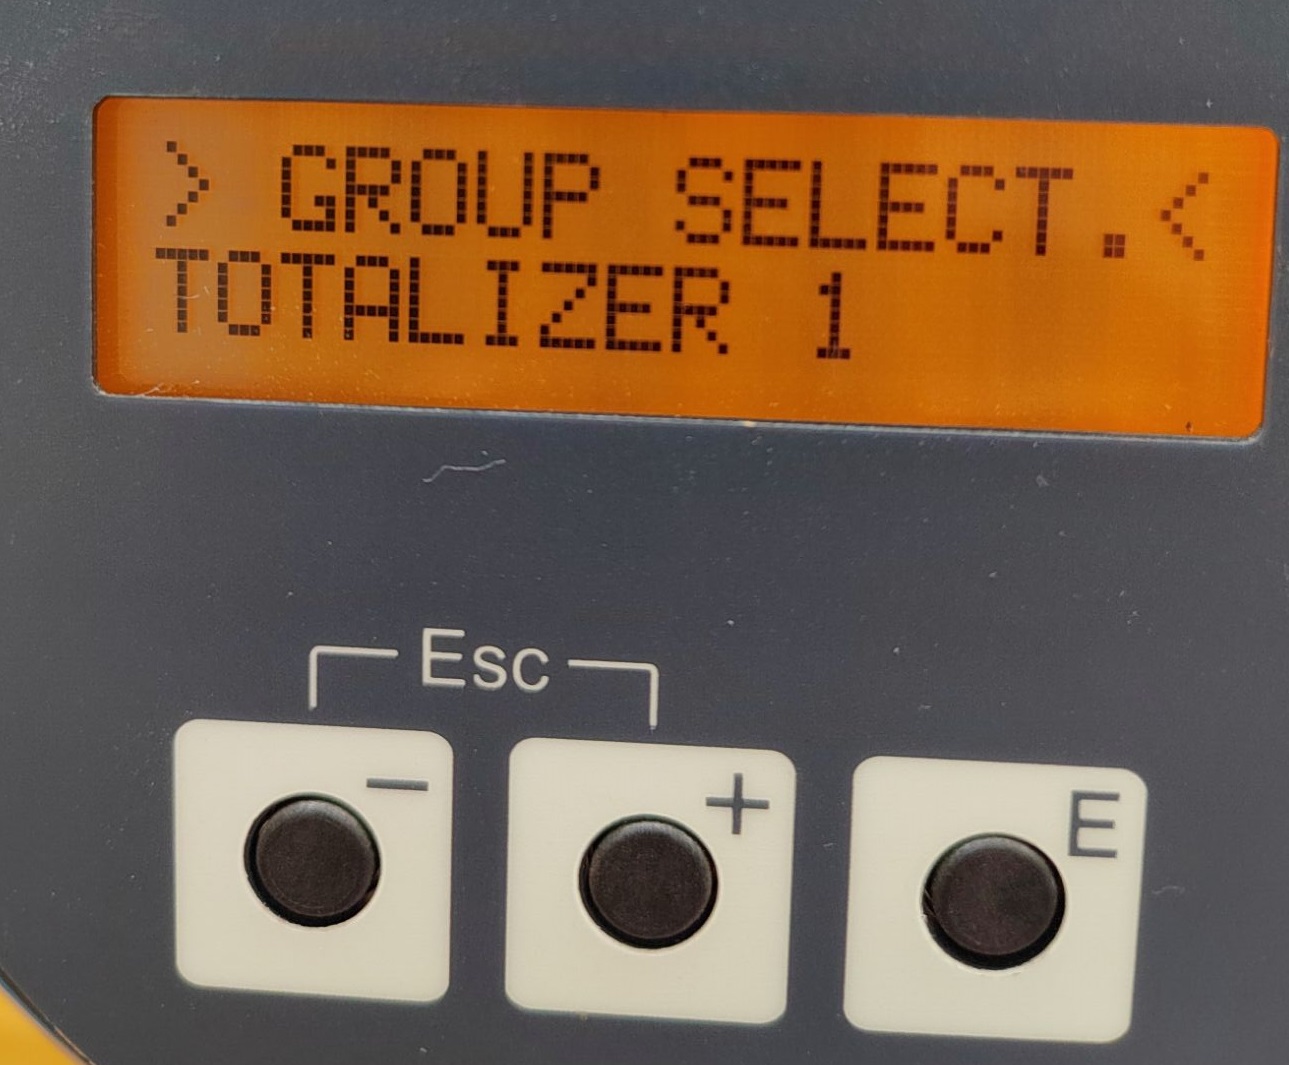 > GROUP SELECT.<
TOTALIZER 1
Esc
-
+
E